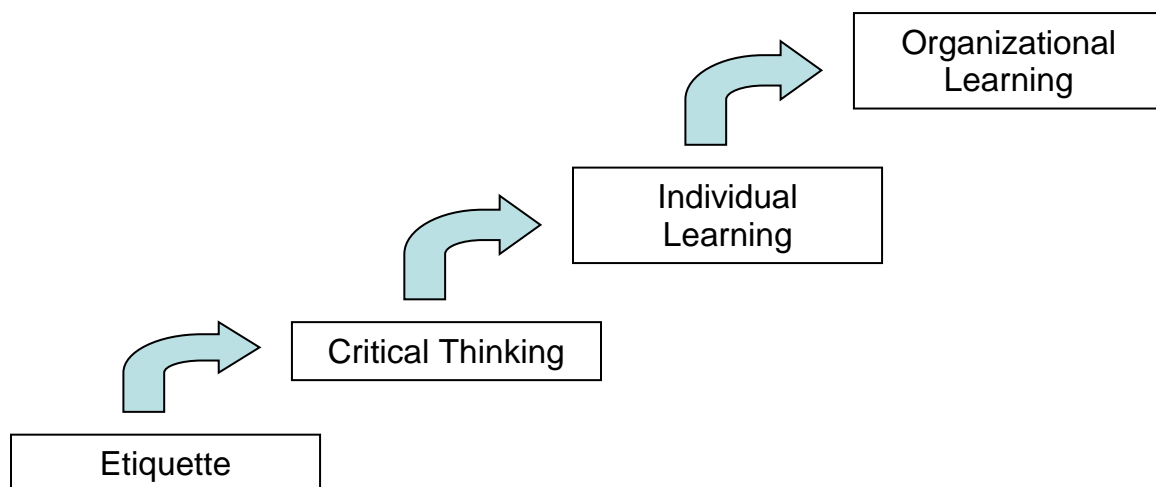 Organizational
Learning
Individual
Learning
Critical Thinking
Etiquette